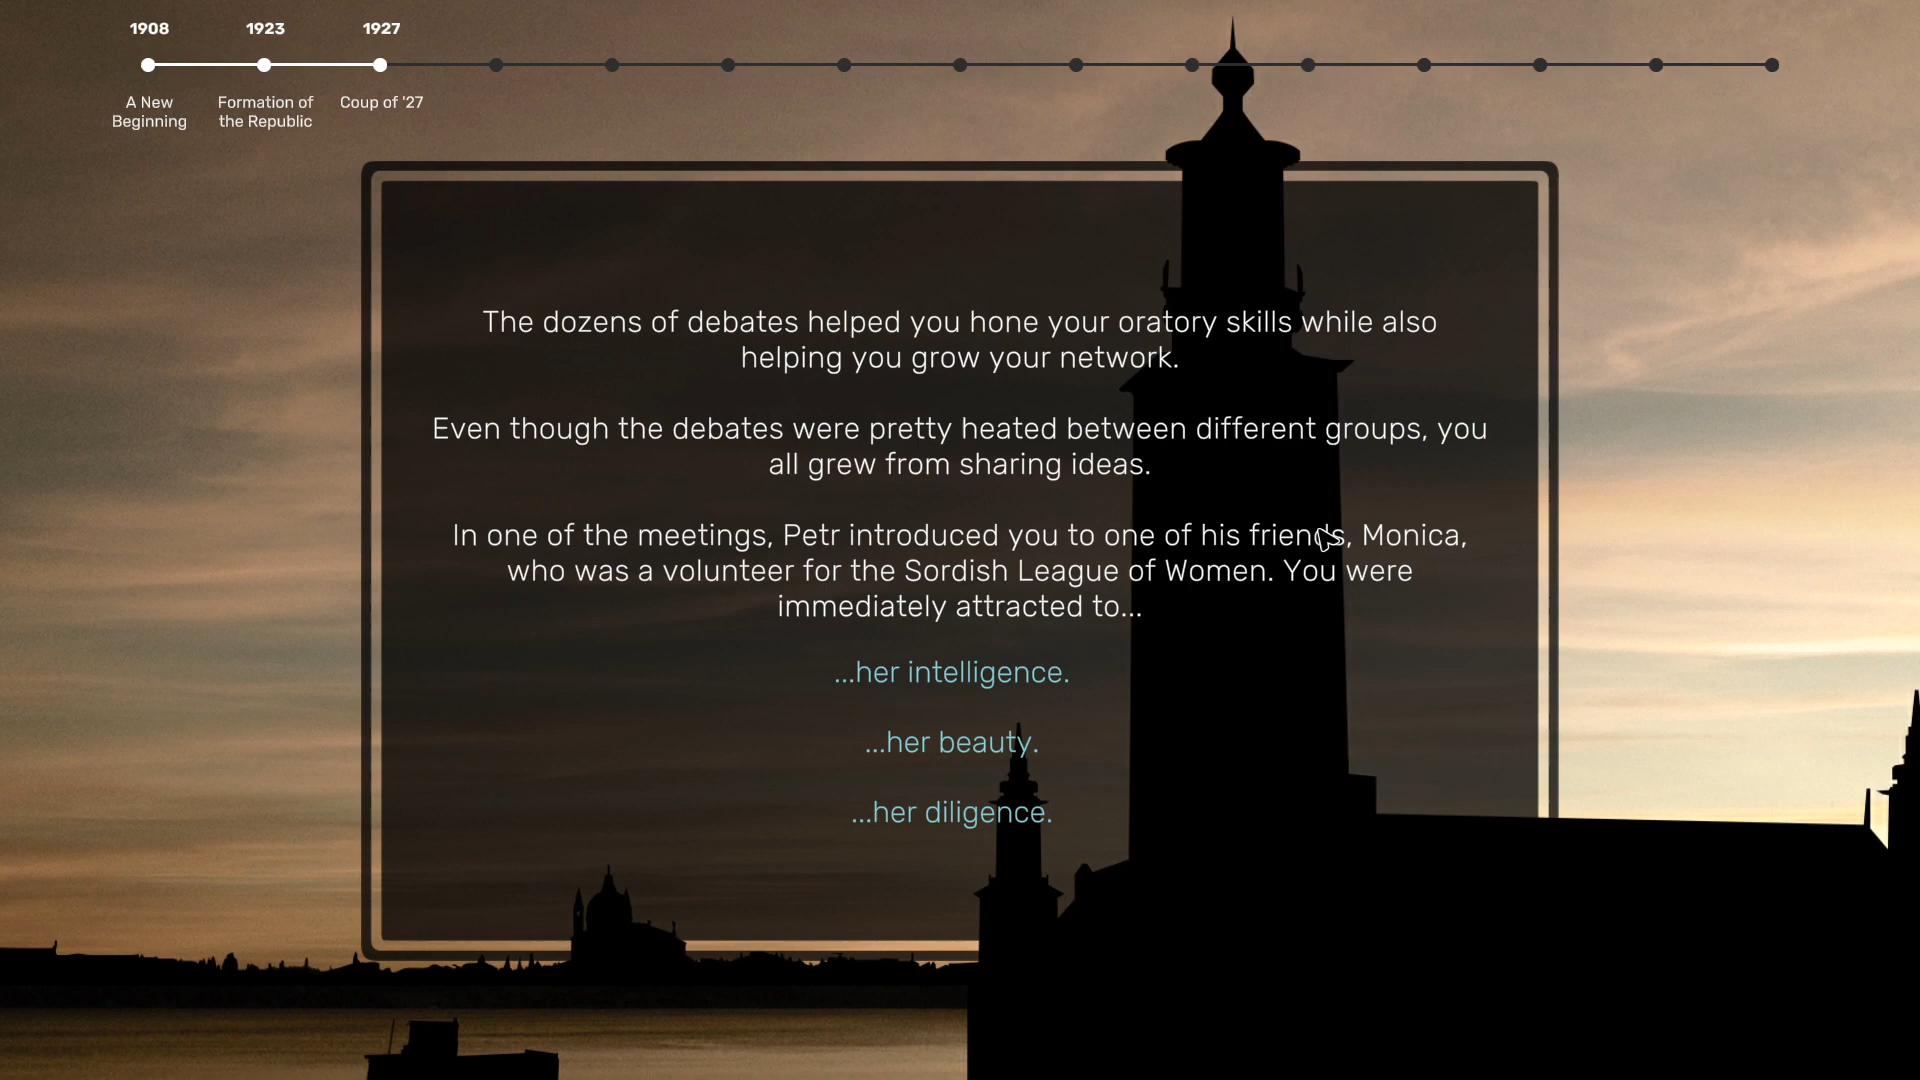 1908
1923
1927
A New
Beginning
Formation of
the Republic
Coup of '27
The dozens of debates helped you hone your oratory skills while also
helping you grow your network.
Even though the debates were pretty heated between different groups, you
all grew from sharing ideas.
In one of the meetings, Petr introduced you to one of his friends, Monica,
who was a volunteer for the Sordish League of Women. You were
immediately attracted to...
...her intelligence.
...her beauty.
...her diligence.